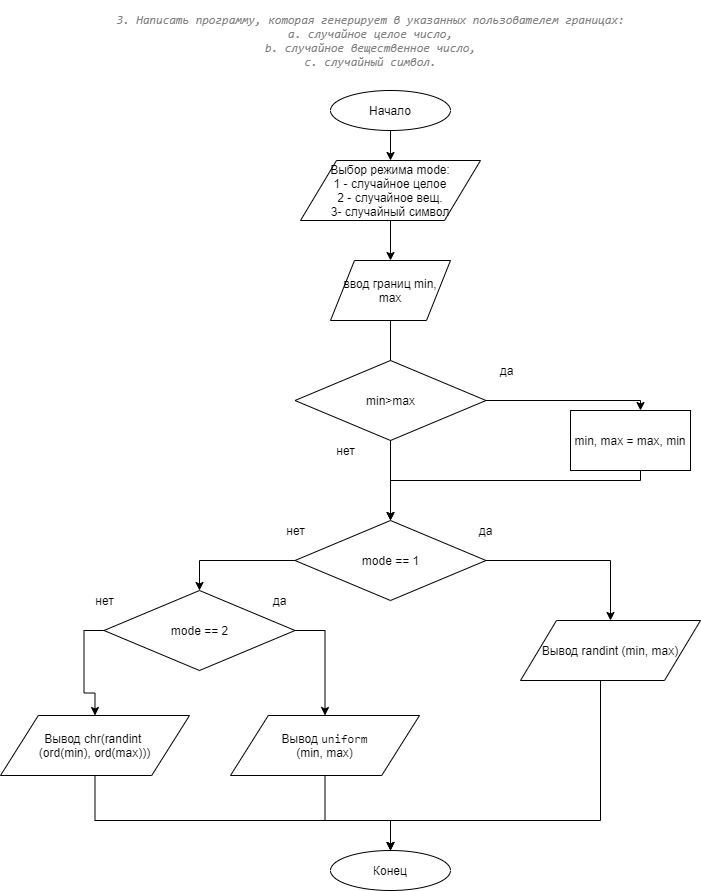 3. Написать программу, которая генерирует в указанных пользователем границах:
a. случайное целое число,
b. случайное вещественное число,
c. случайный символ.
Начало
Выбор режима mode:
1 - случайное целое
2 - случайное вещ.
3- случайный символ
ввод границ min,
max
да
min>max
min, max = max, min
нет
нет
да
mode == 1
нет
да
mode == 2
Вывод randint (min, max)
Вывод chr(randint
(ord(min), ord(max)))
Вывод uniform
(min, max)
Конец